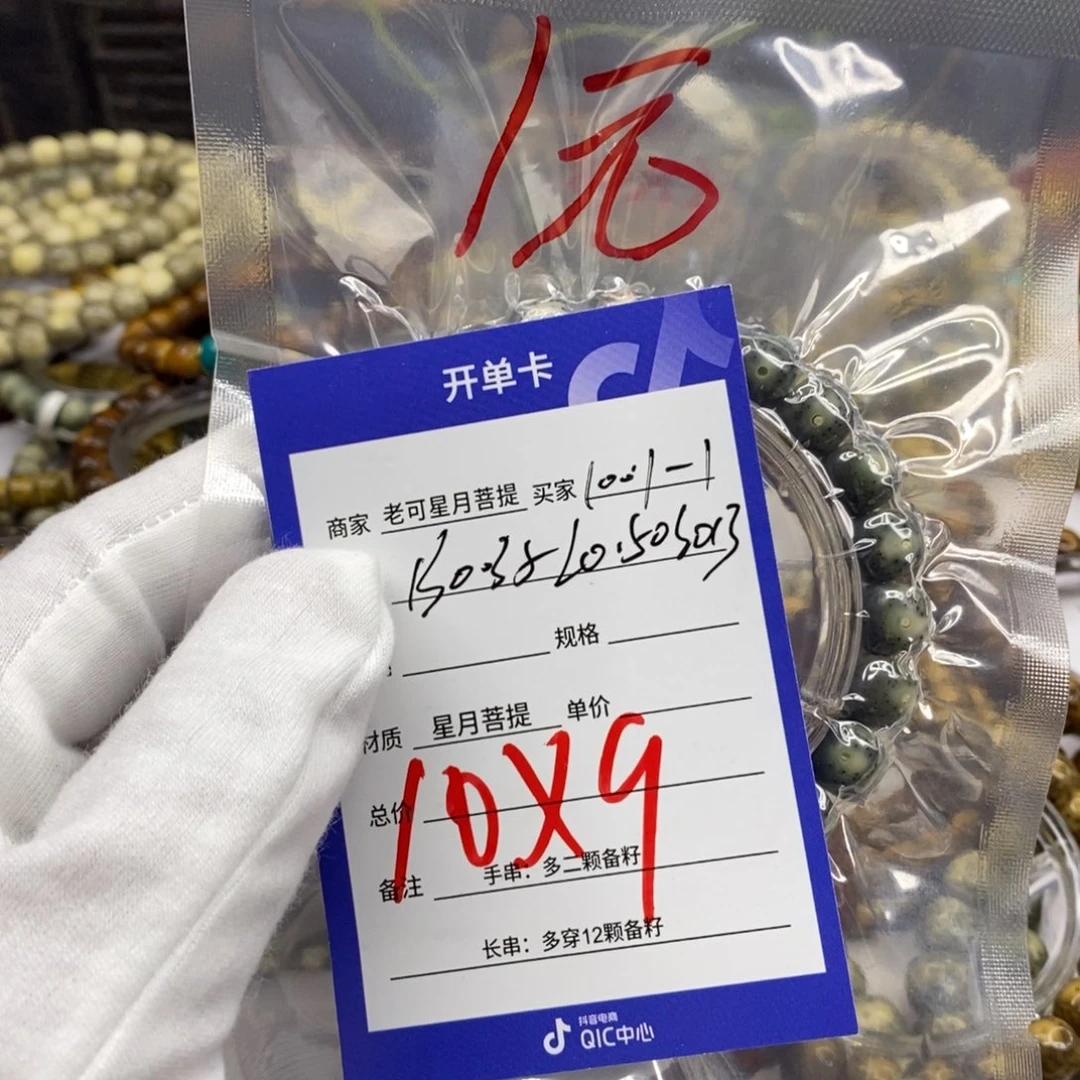 1元
开单卡
商家 老可星月菩提 买家 1001-1
规格
材质 星月菩提 单价
总价
10X9
备注 手串：多二颗备籽
长串：多穿12颗备籽
抖音电商
QIC中心